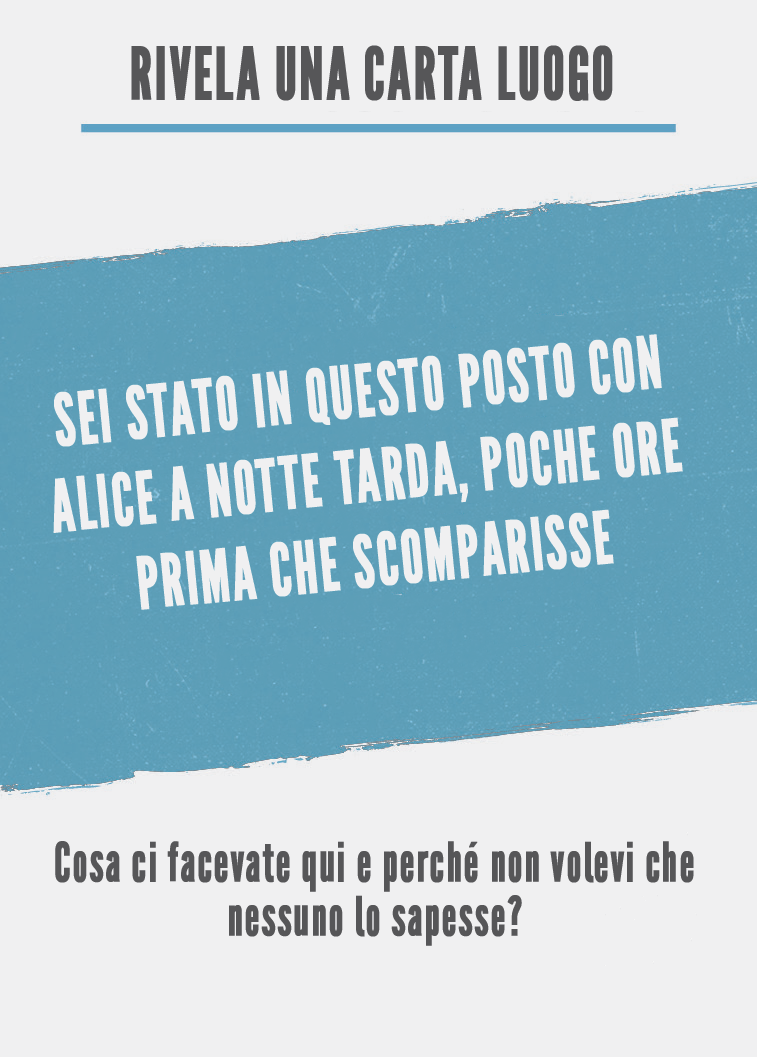 RIVELA UNA CARTA LUOGO
SEI STATO IN QUESTO POSTO CON
ALICE A NOTTE TARDA, POCHE ORE
PRIMA CHE SCOMPARISSE
Cosa ci facevate qui e perché non volevi che
nessuno lo sapesse?